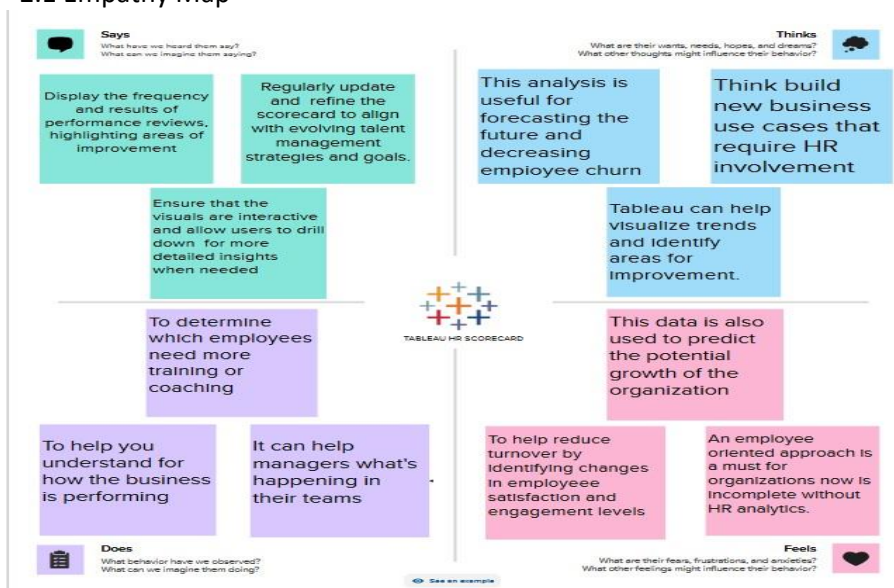 2.1 Empathy Map
Says
What have we heard them say?
What can we imagine them saying?
Display the frequency
and results of
performance reviews,
highlighting areas of
improvement
Regularly update
and refine the
scorecard to align
with evolving talent
management
strategies and goals.
Ensure that the
visuals are interactive
and allow users to drill
down for more
detailed insights
when needed
Thinks
What are their wants, needs, hopes, and dreams?
What other thoughts might influence their behavior?
This analysis is
useful for
forecasting the
future and
decreasing
employee churn
Think build
new business
use cases that
require HR
involvement
Tableau can help
visualize trends
and identify
areas for
improvement.
TABLEAU HR SCORECARD
To determine
which employees
need more
training or
coaching
To help you
understand for
how the business
is performing
It can help
managers what's
happening in
their teams
Does
What behavior have we observed?
What can we imagine them doing?
This data is also
used to predict
the potential
growth of the
organization
To help reduce
turnover by
identifying changes
in employeee
satisfaction and
engagement levels
An employee
oriented approach is
a must for
organizations now is
incomplete without
HR analytics.
Feels
What are their fears, frustrations, and anxieties?
What other feelings might influence their behavior?
See an example